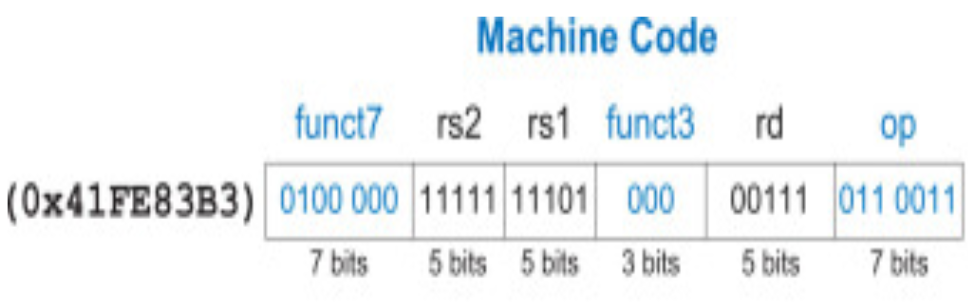 Machine Code
funct7 rs2 rs1 funct3 rd op
(0x41FE83B3) 0100 000 11111 11101 000 00111 011 0011
7 bits 5 bits 5 bits 3 bits 5 bits 7 bits